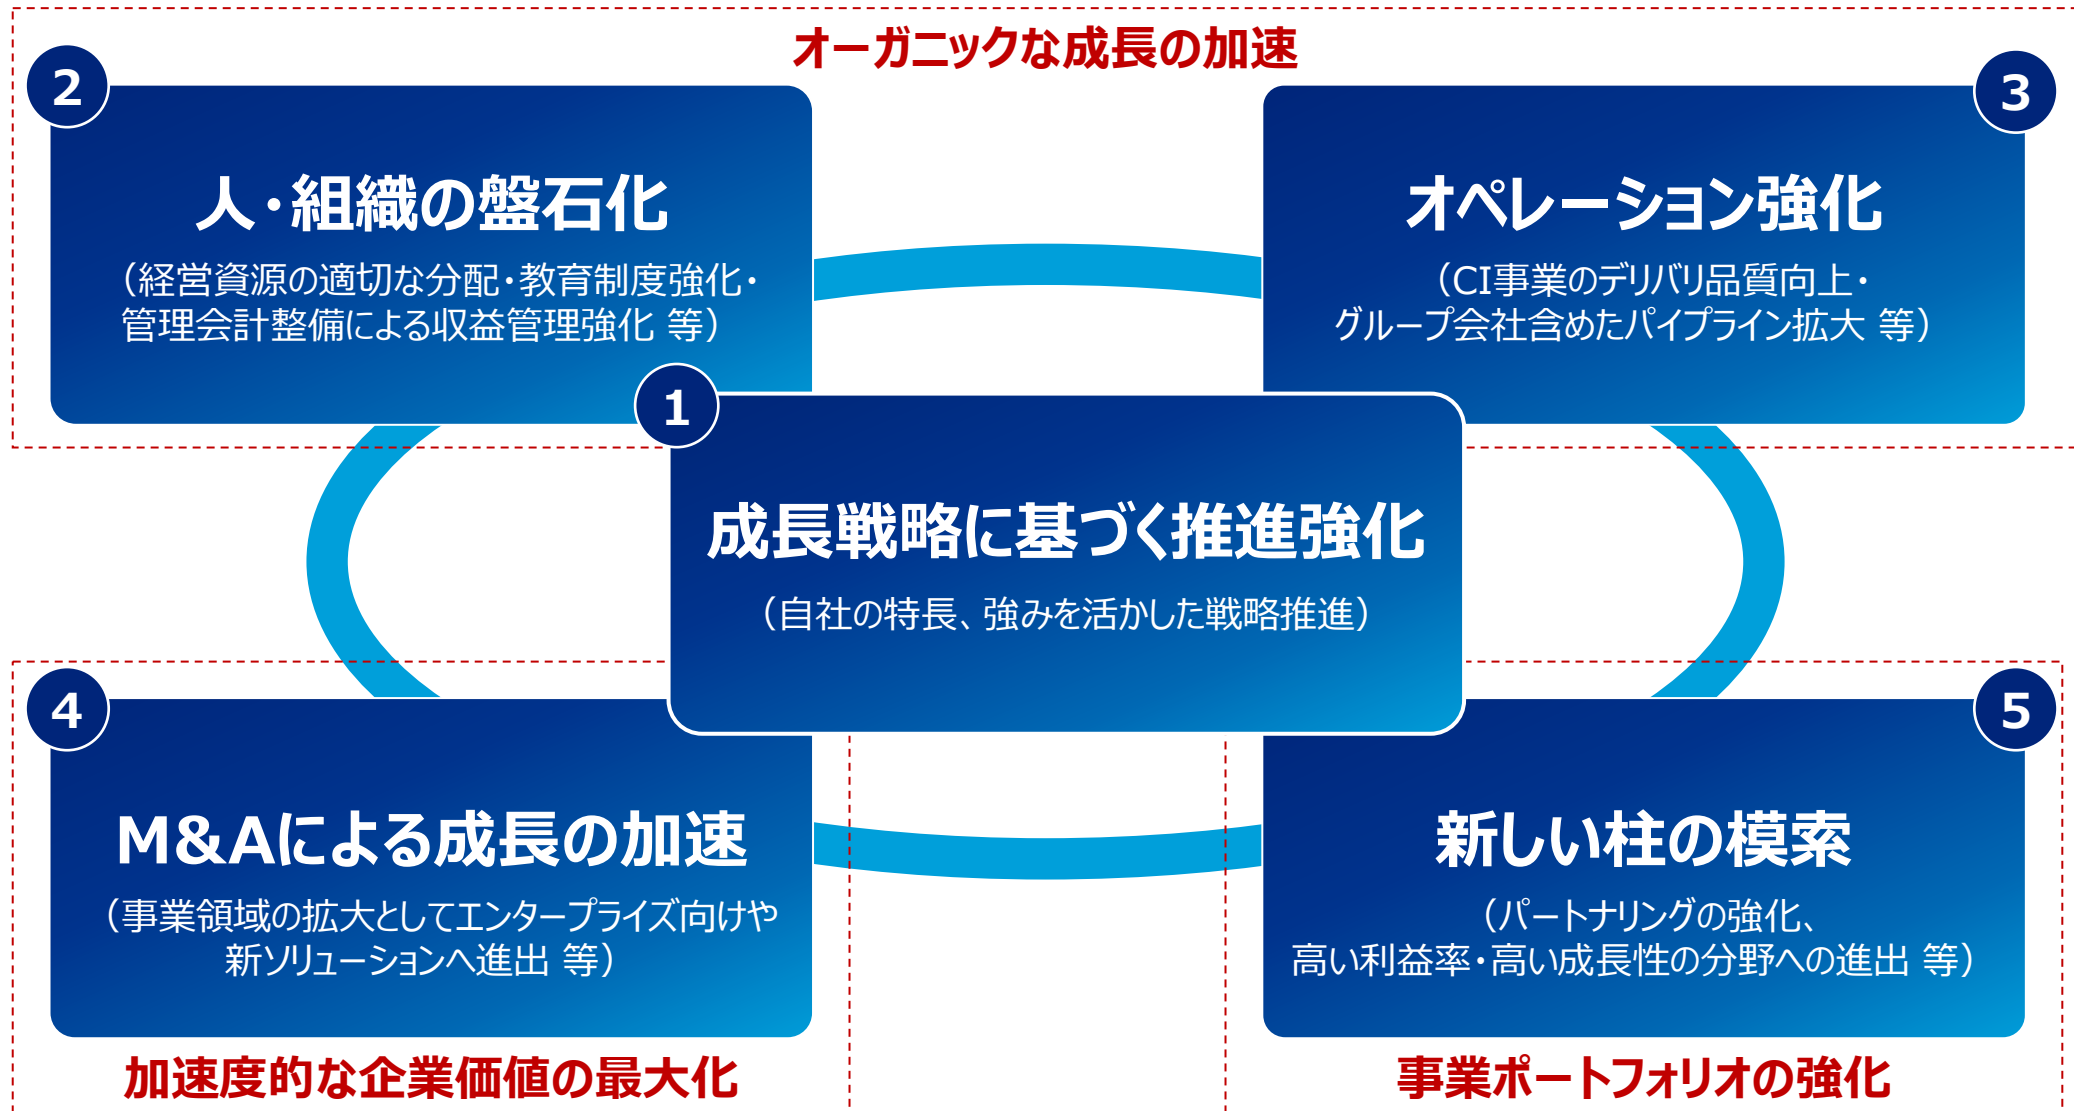 オーガニックな成長の加速
2
人・組織の盤石化
（経営資源の適切な分配・教育制度強化・
管理会計整備による収益管理強化 等）
3
オペレーション強化
（CI事業のデリバリ品質向上・
グループ会社含めたパイプライン拡大 等）
1
成長戦略に基づく推進強化
（自社の特長、強みを活かした戦略推進）
4
M&Aによる成長の加速
（事業領域の拡大としてエンタープライズ向けや
新ソリューションへ進出 等）
加速度的な企業価値の最大化
5
新しい柱の模索
（パートナリングの強化、
高い利益率・高い成長性の分野への進出 等）
事業ポートフォリオの強化